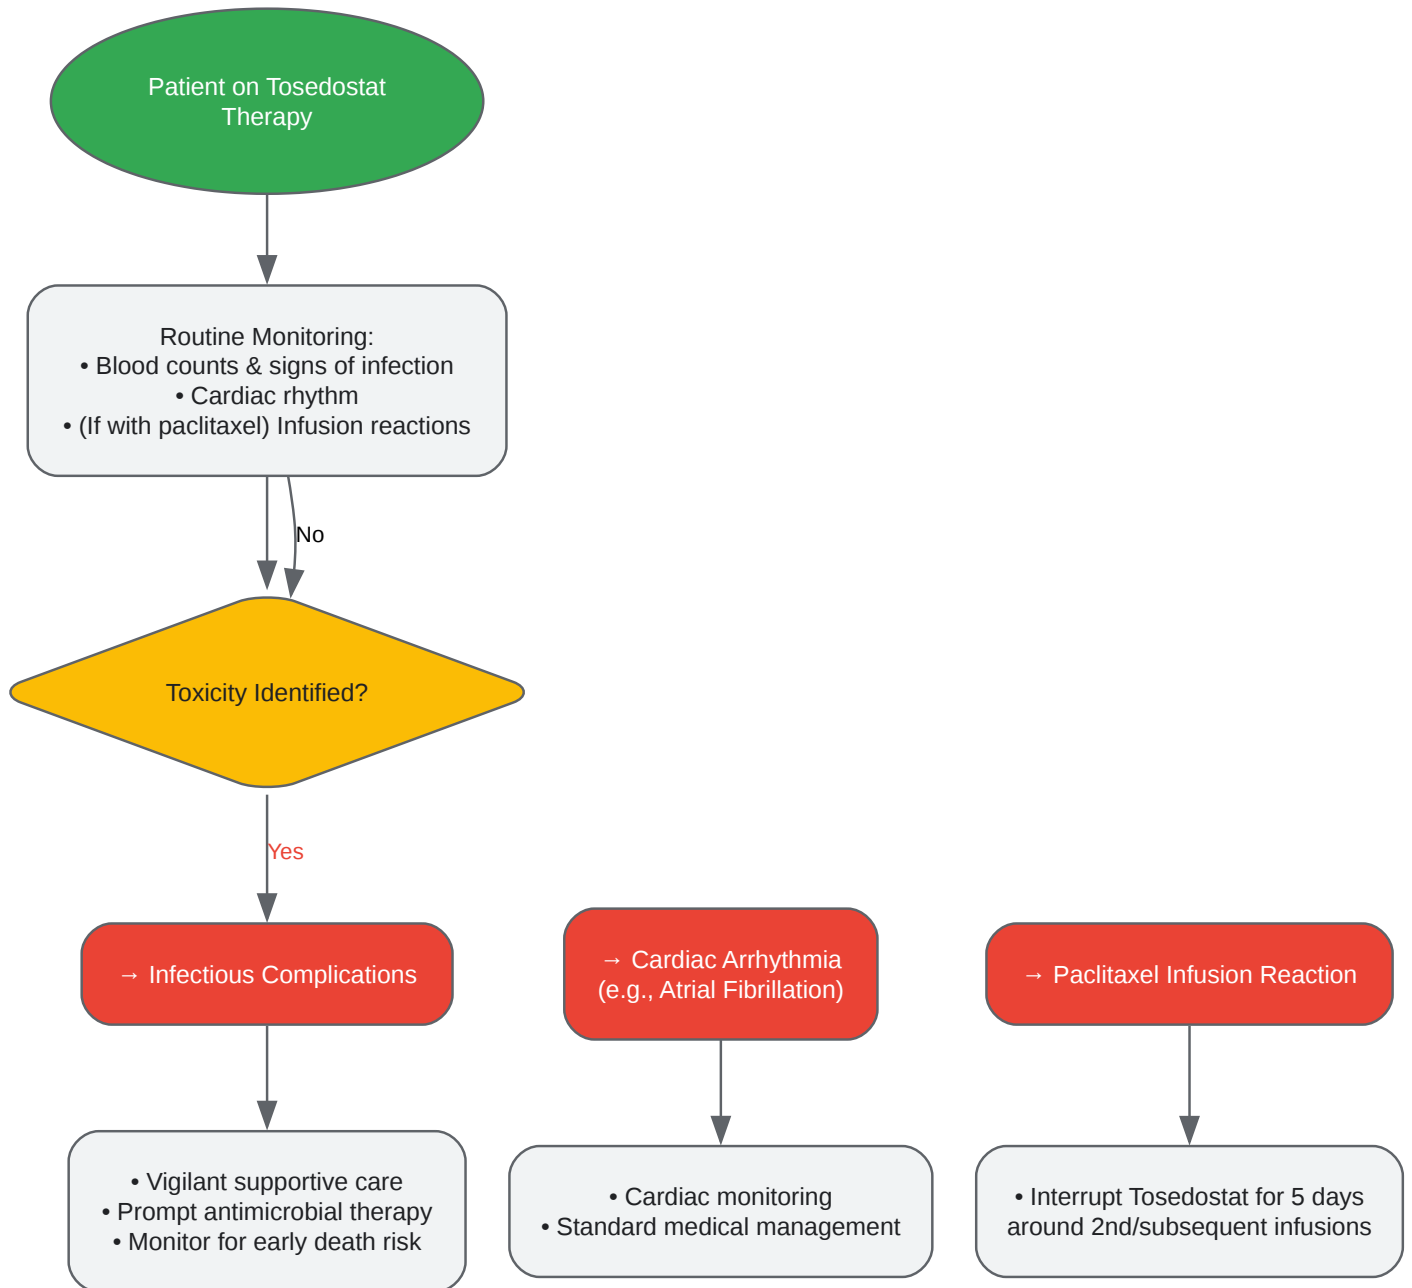 Patient on Tosedostat
Therapy
Routine Monitoring:
• Blood counts & signs of infection
• Cardiac rhythm
• (If with paclitaxel) Infusion reactions
No
Toxicity Identified?
Yes
→ Infectious Complications
→ Cardiac Arrhythmia
(e.g., Atrial Fibrillation)
→ Paclitaxel Infusion Reaction
• Vigilant supportive care
• Prompt antimicrobial therapy
• Monitor for early death risk
• Cardiac monitoring
• Standard medical management
• Interrupt Tosedostat for 5 days
around 2nd/subsequent infusions